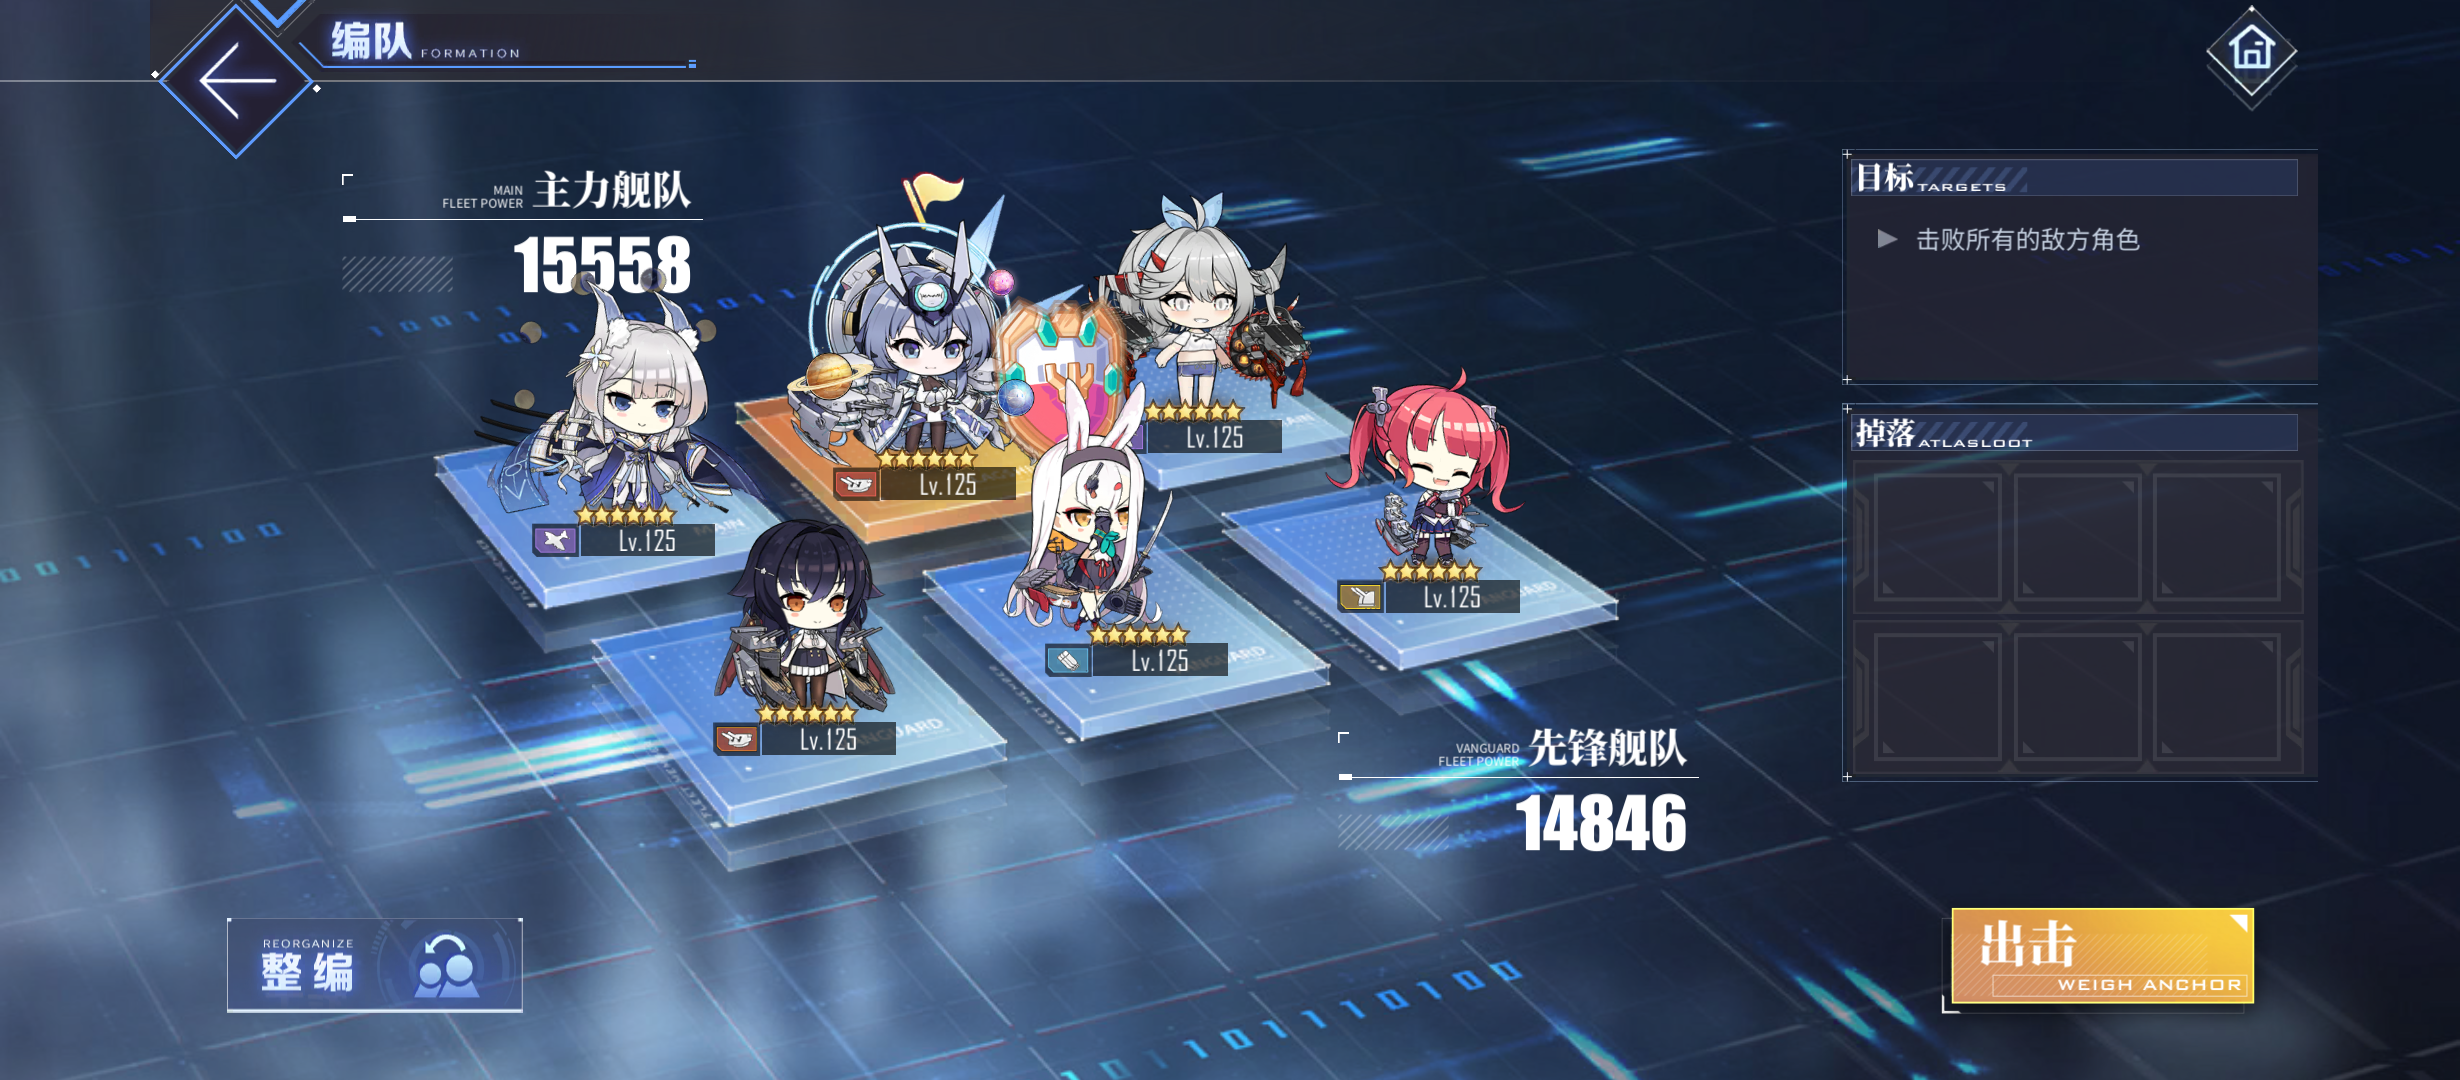 编队 FORMATION
MAIN
FLEET POWER 主力舰队
15558
Lv.125
Lv.125
Lv.125
Lv.125
Lv.125
Lv.125
VANGUARD
FLEET POWER 先锋舰队
14846
目标 TARGETS
击败所有的敌方角色
掉落 ATLASLOOT
REORGANIZE
整编
出击
WEIGH ANCHOR